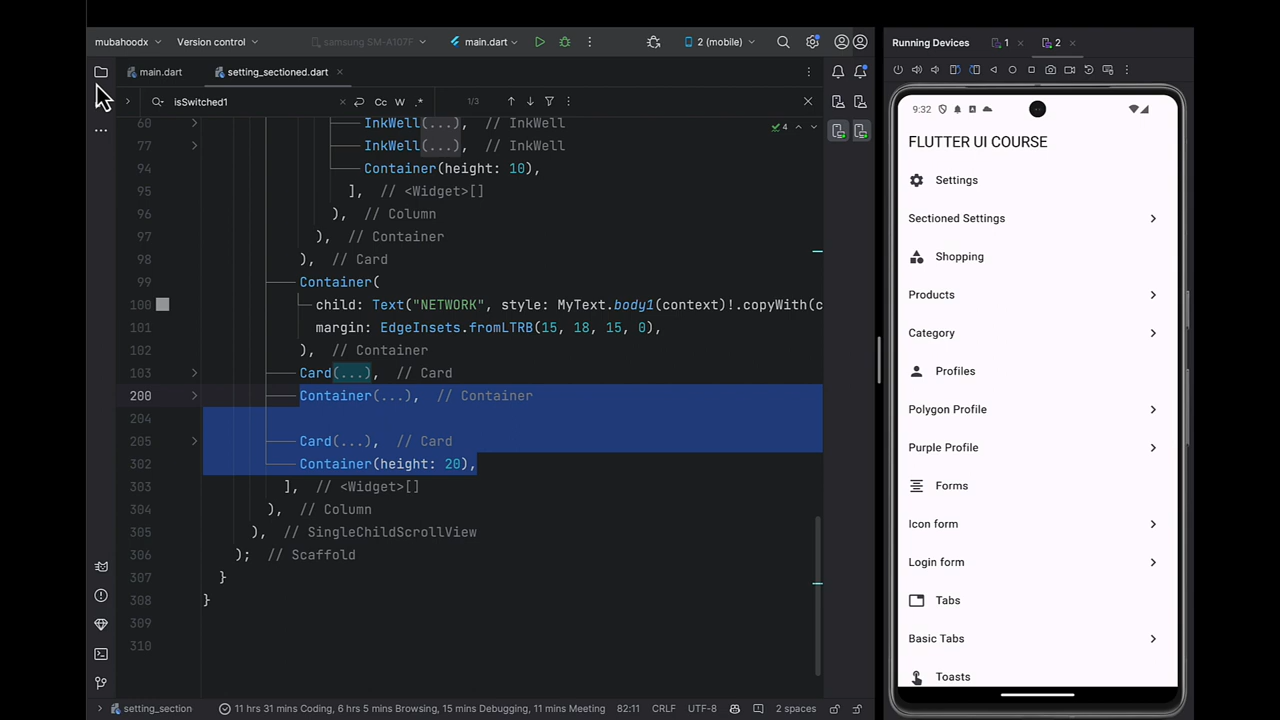 mubahoodx Version control samsung SM-A107F main.dart 2 (mobile)
main.dart setting_sectioned.dart
isSwitched1 Cc W .* 1/3
60 InkWell(...), // InkWell
4
77 InkWell(...), // InkWell
94 Container(height: 10),
95 ], // <Widget>[]
96 ), // Column
97 ), // Container
98 ), // Card
99 Container(
100 child: Text("NETWORK", style: MyText.body1(context)!.copyWith(c
101 margin: EdgeInsets.fromLTRB(15, 18, 15, 0),
102 ), // Container
103 Card(...), // Card
200 Container(...), // Container
204
205 Card(...), // Card
302 Container(height: 20),
303 ], // <Widget>[]
304 ), // Column
305 ), // SingleChildScrollView
306 ); // Scaffold
307 }
308 }
309
310
setting_section 11 hrs 31 mins Coding, 6 hrs 5 mins Browsing, 15 mins Debugging, 11 mins Meeting 82:11 CRLF UTF-8 2 spaces
Running Devices 1 2
9:32
FLUTTER UI COURSE
Settings
Sectioned Settings
Shopping
Products
Category
Profiles
Polygon Profile
Purple Profile
Forms
Icon form
Login form
Tabs
Basic Tabs
Toasts